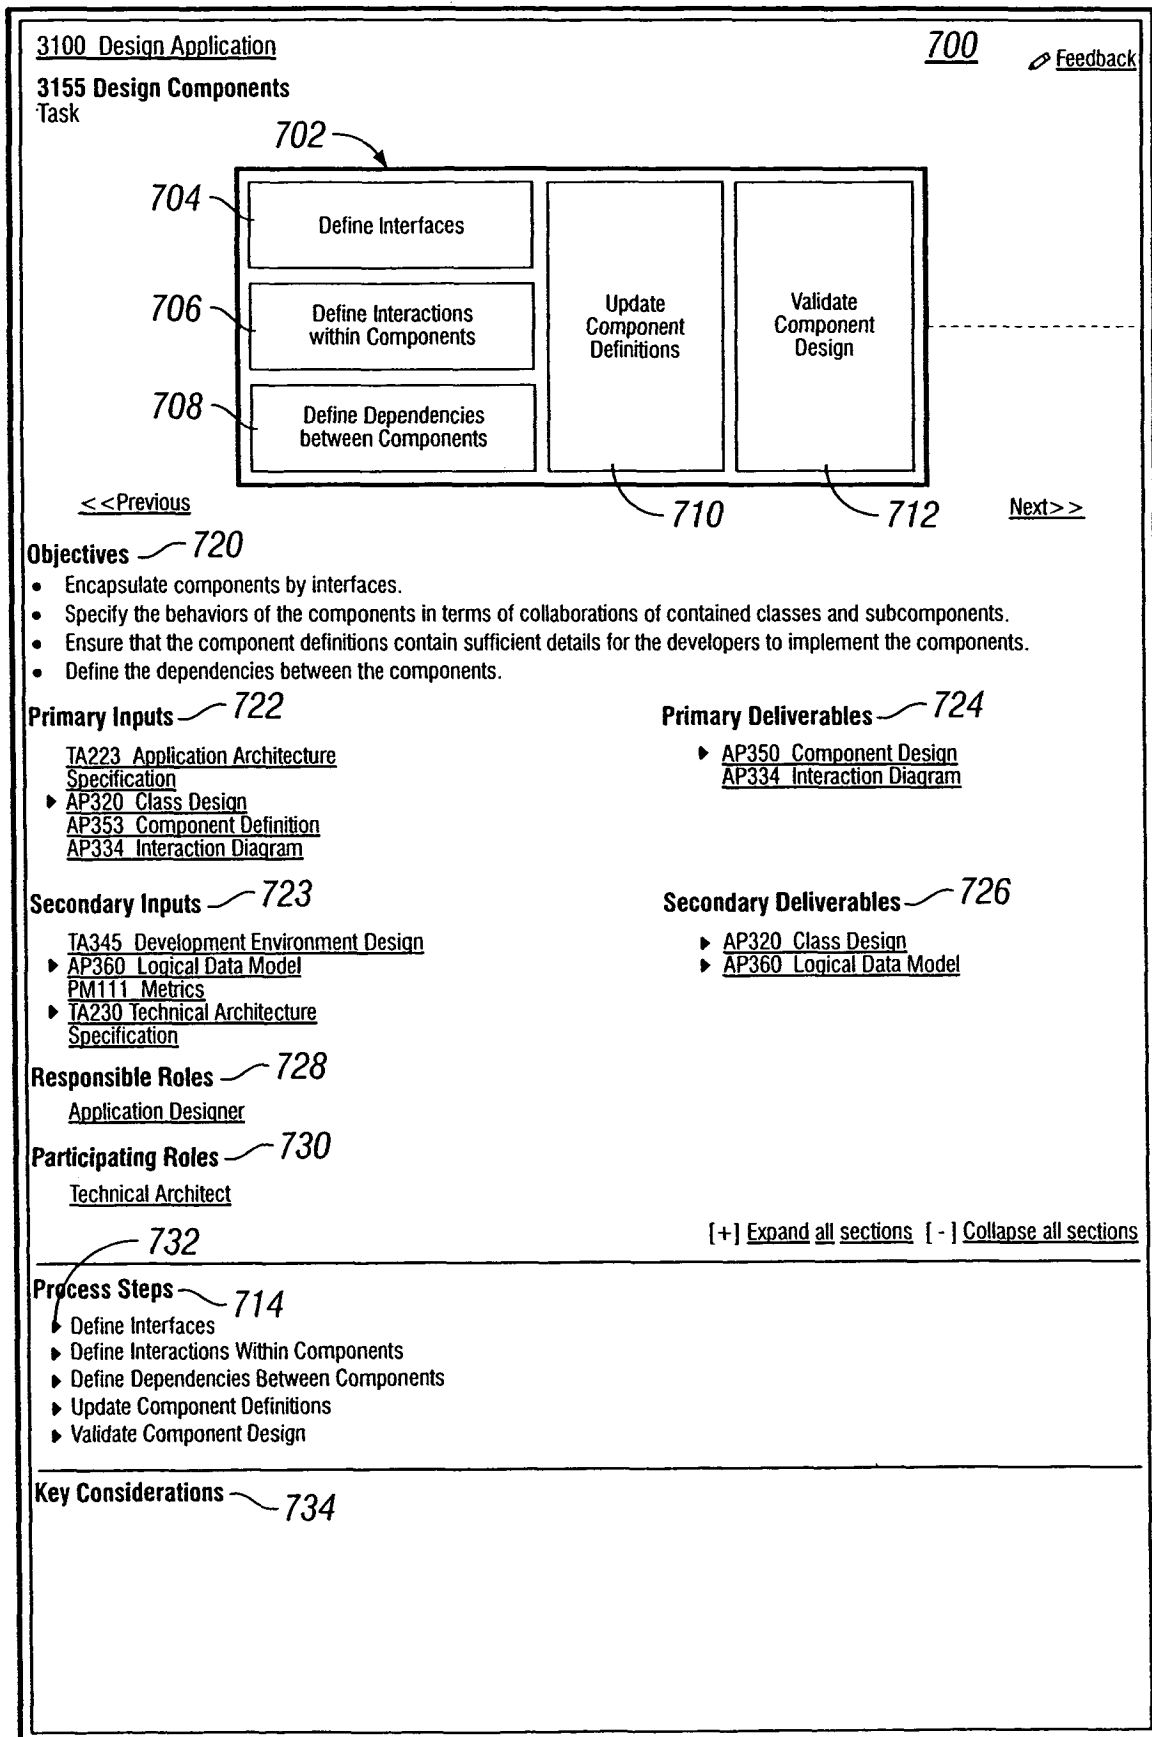 3100 Design Application
700
Feedback
3155 Design Components
Task
702
704
Define Interfaces
706
Define Interactions
within Components
708
Define Dependencies
between Components
Update
Component
Definitions
Validate
Component
Design
710
712
<<Previous
Next>>
Objectives 720
• Encapsulate components by interfaces.
• Specify the behaviors of the components in terms of collaborations of contained classes and subcomponents.
• Ensure that the component definitions contain sufficient details for the developers to implement the components.
• Define the dependencies between the components.
Primary Inputs 722
TA223 Application Architecture
Specification
AP320 Class Design
AP353 Component Definition
AP334 Interaction Diagram
Primary Deliverables 724
AP350 Component Design
AP334 Interaction Diagram
Secondary Inputs 723
TA345 Development Environment Design
AP360 Logical Data Model
PM111 Metrics
TA230 Technical Architecture
Specification
Secondary Deliverables 726
AP320 Class Design
AP360 Logical Data Model
Responsible Roles 728
Application Designer
Participating Roles 730
Technical Architect
[+] Expand all sections [-] Collapse all sections
732
Process Steps 714
Define Interfaces
Define Interactions Within Components
Define Dependencies Between Components
Update Component Definitions
Validate Component Design
Key Considerations 734